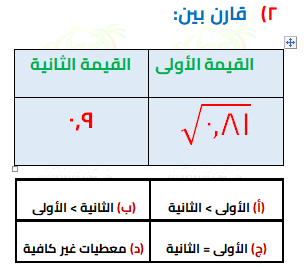 ٢) قارن بين:
القيمة الأولى القيمة الثانية
√٠,٨١ ٠,٩
(أ) الأولى > الثانية (ب) الثانية > الأولى
(ج) الأولى = الثانية (د) معطيات غير كافية